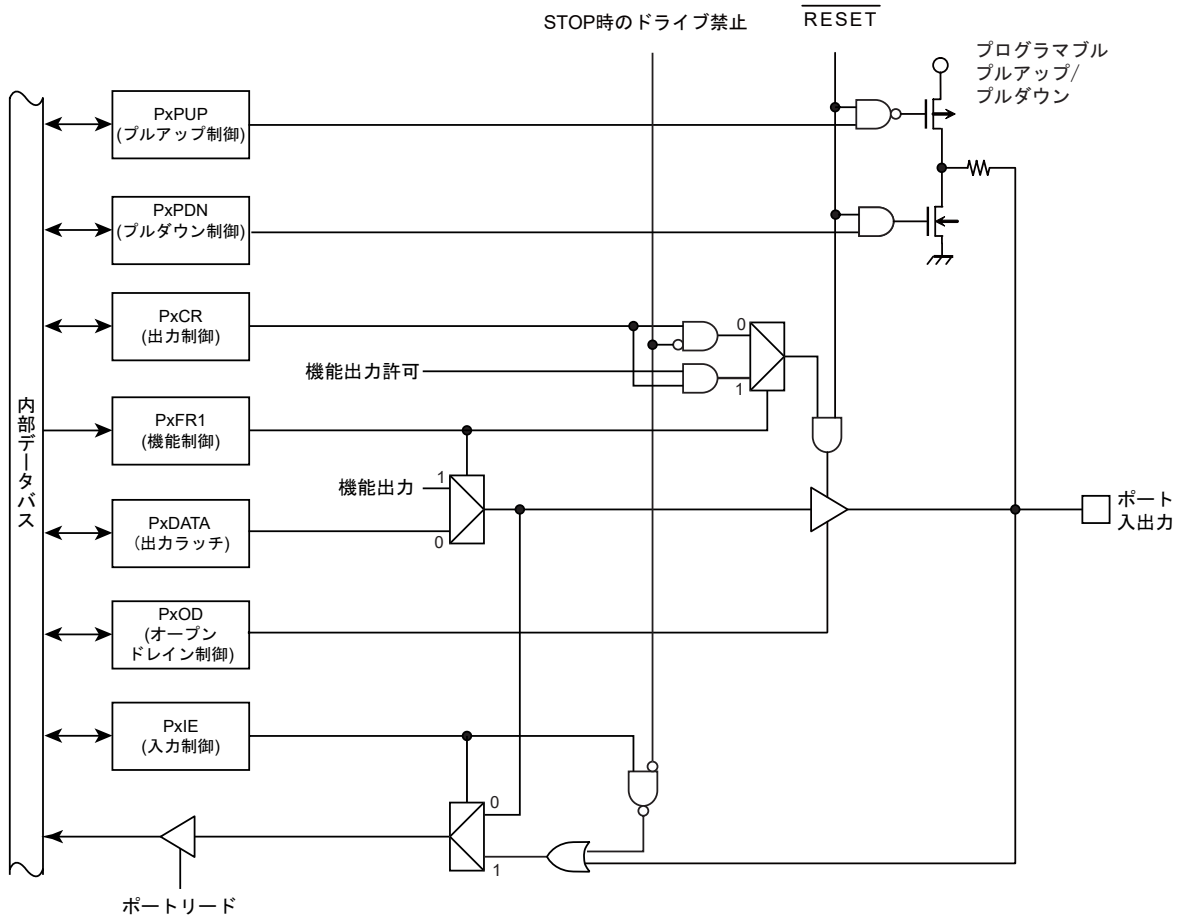 STOP時のドライブ禁止
RESET
プログラマブル
プルアップ/
プルダウン
PxPUP
(プルアップ制御)
PxPDN
(プルダウン制御)
PxCR
(出力制御)
0
機能出力許可
1
内部データバス
PxFR1
(機能制御)
1
機能出力
ポート
入出力
PxDATA
(出力ラッチ)
0
PxOD
(オープン
ドレイン制御)
PxIE
(入力制御)
0
1
ポートリード